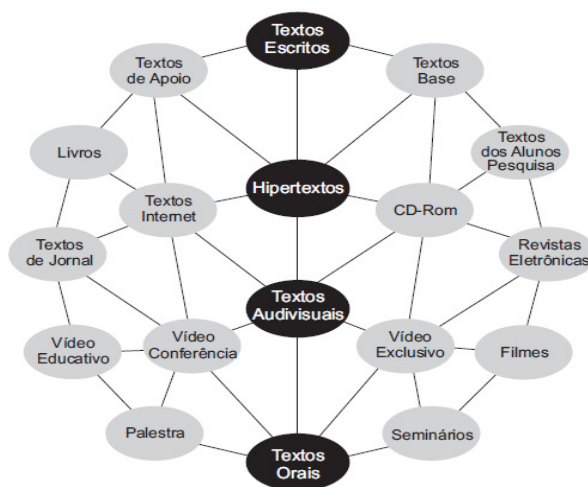 Textos
Escritos
Textos
de Apoio
Textos
Base
Livros
Textos
dos Alunos
Pesquisa
Hipertextos
Textos
Internet
CD-Rom
Textos
de Jornal
Revistas
Eletrônicas
Textos
Audivisuais
Vídeo
Educativo
Vídeo
Conferência
Vídeo
Exclusivo
Filmes
Palestra
Seminários
Textos
Orais